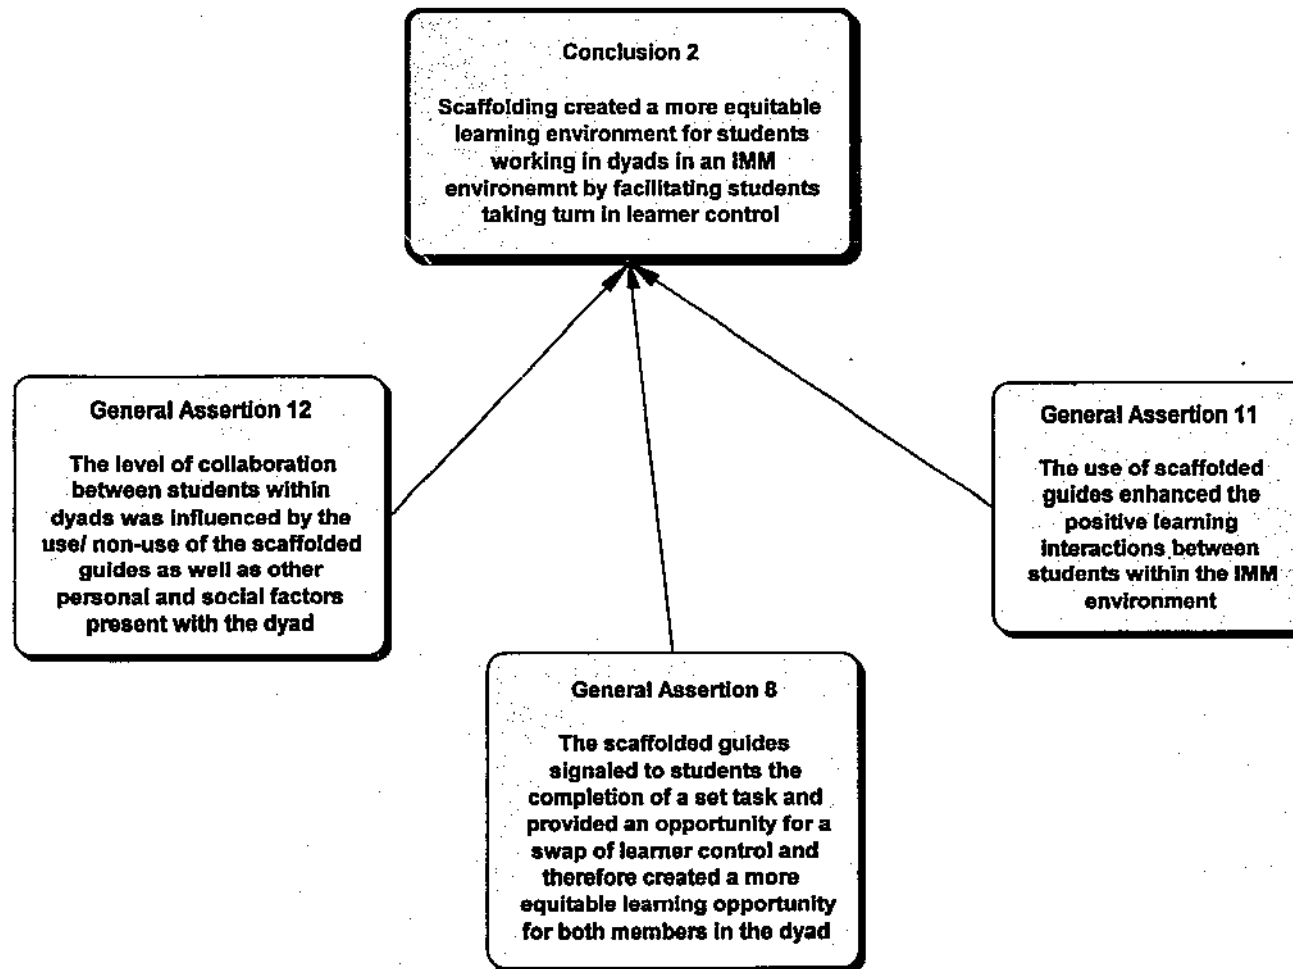 Conclusion 2
Scaffolding created a more equitable
learning environment for students
working in dyads in an IMM
environemnt by facilitating students
taking turn in learner control
General Assertion 12
The level of collaboration
between students within
dyads was influenced by the
use/ non-use of the scaffolded
guides as well as other
personal and social factors
present with the dyad
General Assertion 11
The use of scaffolded
guides enhanced the
positive learning
interactions between
students within the IMM
environment
General Assertion 8
The scaffolded guides
signaled to students the
completion of a set task and
provided an opportunity for a
swap of learner control and
therefore created a more
equitable learning opportunity
for both members in the dyad